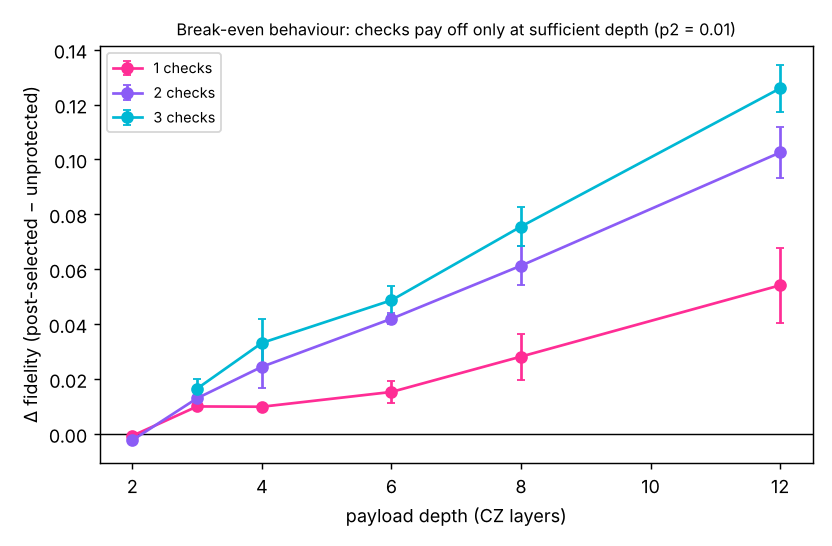 Break-even behaviour: checks pay off only at sufficient depth (p2 = 0.01)
Δ fidelity (post-selected − unprotected)
0.14
0.12
0.10
0.08
0.06
0.04
0.02
0.00
1 checks
2 checks
3 checks
2 4 6 8 10 12
payload depth (CZ layers)